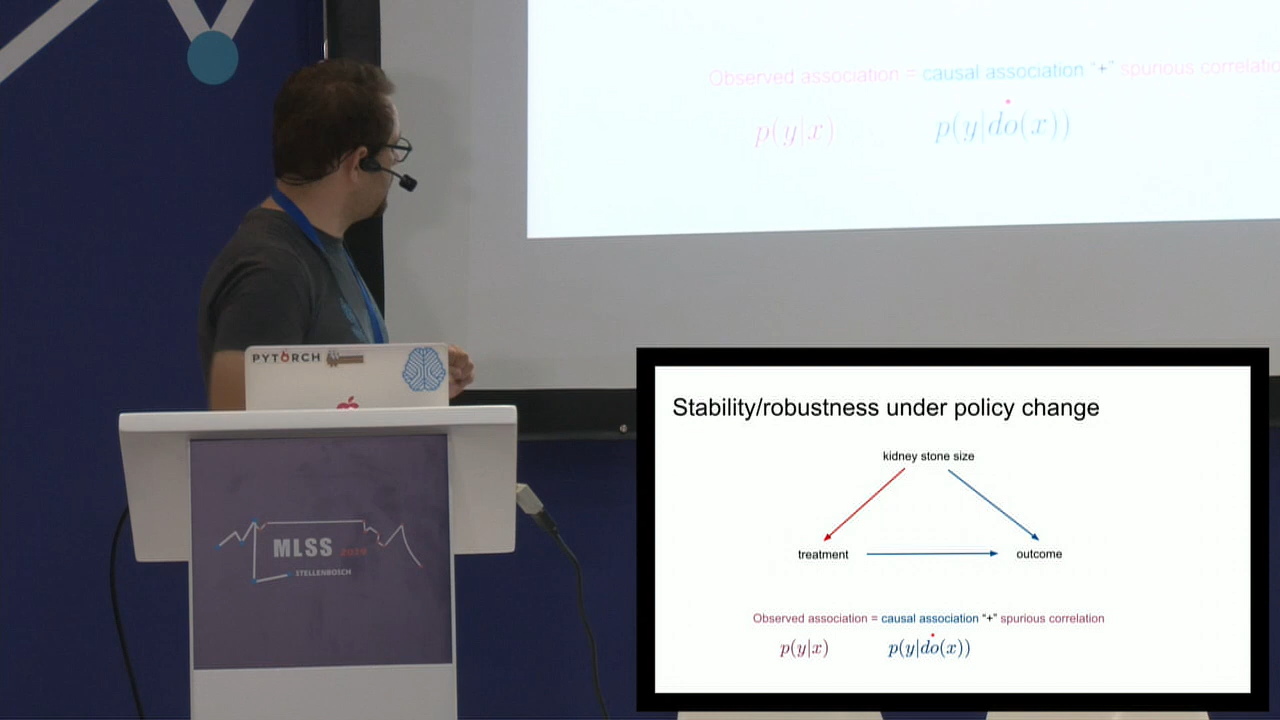 Observed association = causal association "+" spurious
p(y|x) p(y|do(x))
PYTORCH
MLSS 2019
STELLENBOSCH
Stability/robustness under policy change
kidney stone size
treatment
outcome
Observed association = causal association "+" spurious correlation
p(y|x) p(y|do(x))